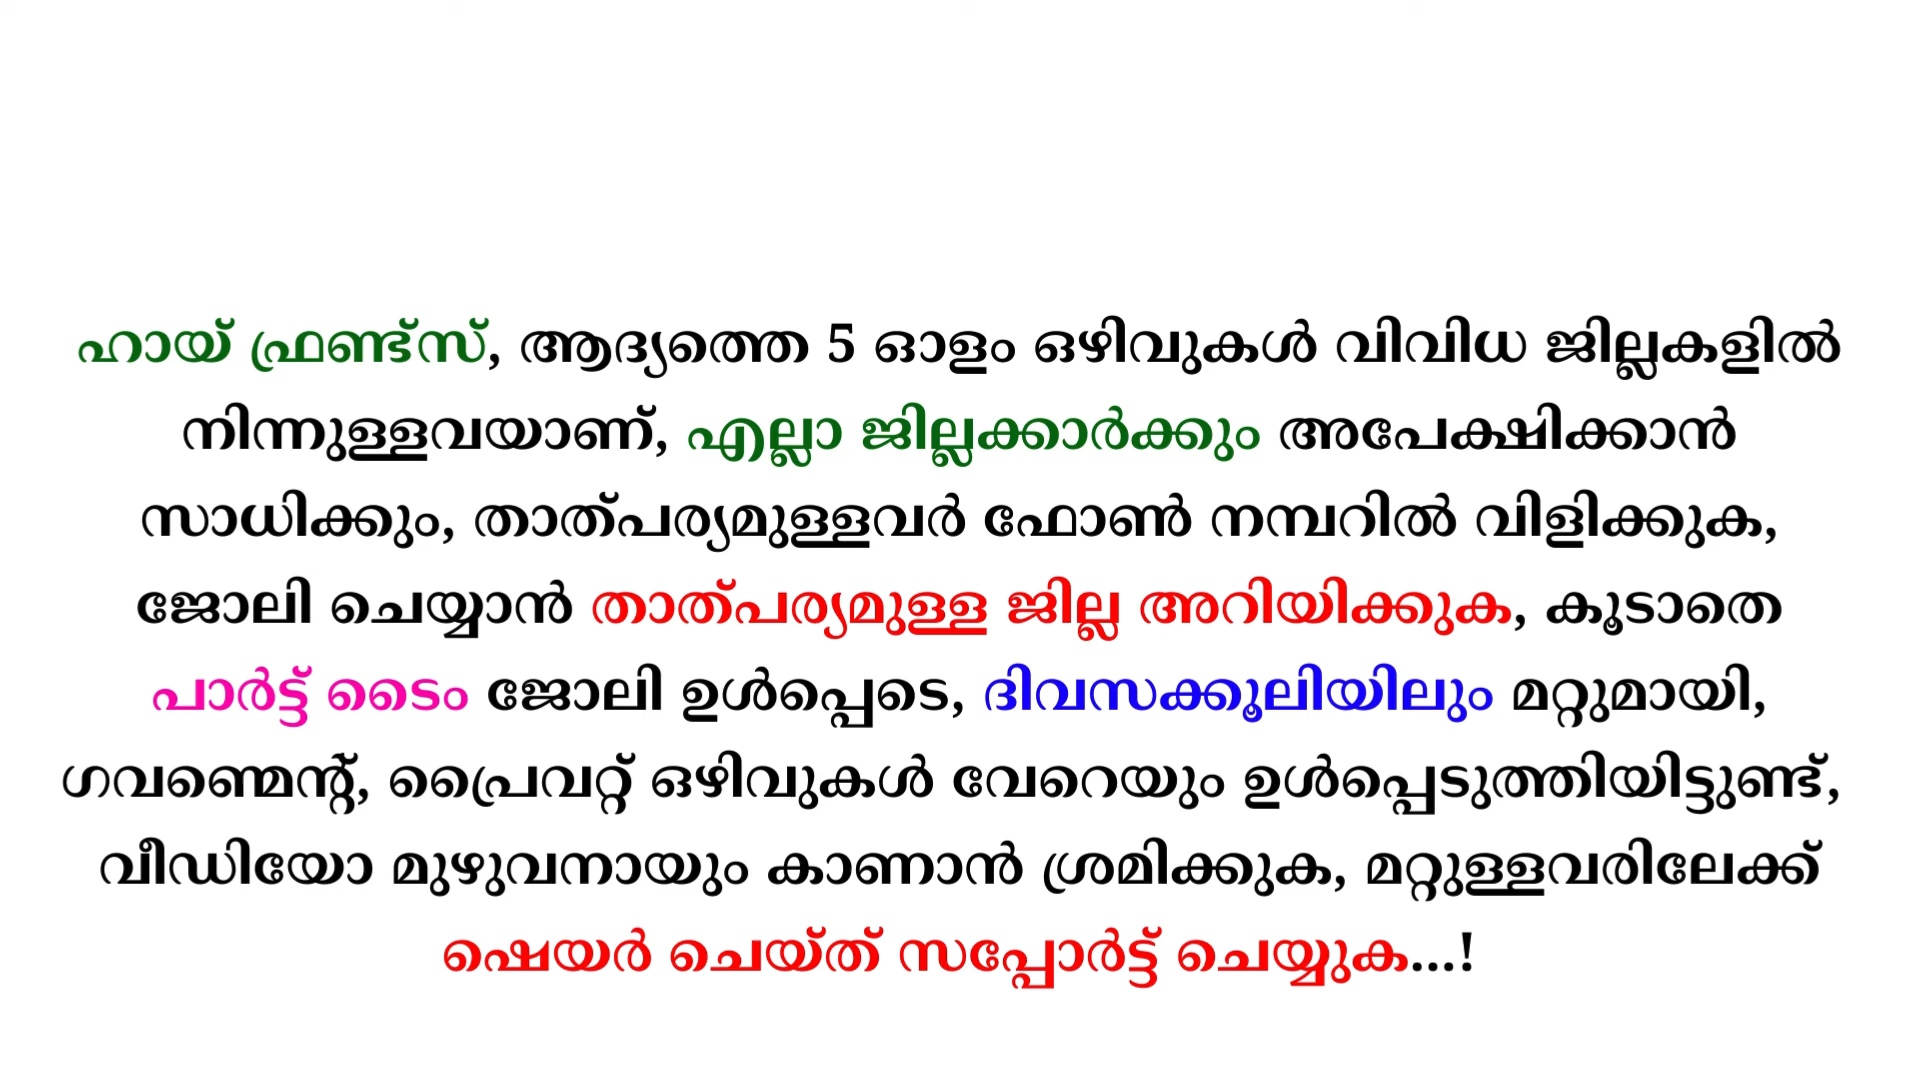 ഹായ് ഫ്രണ്ട്സ്, ആദ്യത്തെ 5 ഓളം ഒഴിവുകൾ വിവിധ ജില്ലകളിൽ
നിന്നുള്ളവയാണ്, എല്ലാ ജില്ലക്കാർക്കും അപേക്ഷിക്കാൻ
സാധിക്കും, താത്പര്യമുള്ളവർ ഫോൺ നമ്പറിൽ വിളിക്കുക,
ജോലി ചെയ്യാൻ താത്പര്യമുള്ള ജില്ല അറിയിക്കുക, കൂടാതെ
പാർട്ട് ടൈം ജോലി ഉൾപ്പെടെ, ദിവസക്കൂലിയിലും മറ്റുമായി,
ഗവണ്മെന്റ്, പ്രൈവറ്റ് ഒഴിവുകൾ വേറെയും ഉൾപ്പെടുത്തിയിട്ടുണ്ട്,
വീഡിയോ മുഴുവനായും കാണാൻ ശ്രമിക്കുക, മറ്റുള്ളവരിലേക്ക്
ഷെയർ ചെയ്ത് സപ്പോർട്ട് ചെയ്യുക...!